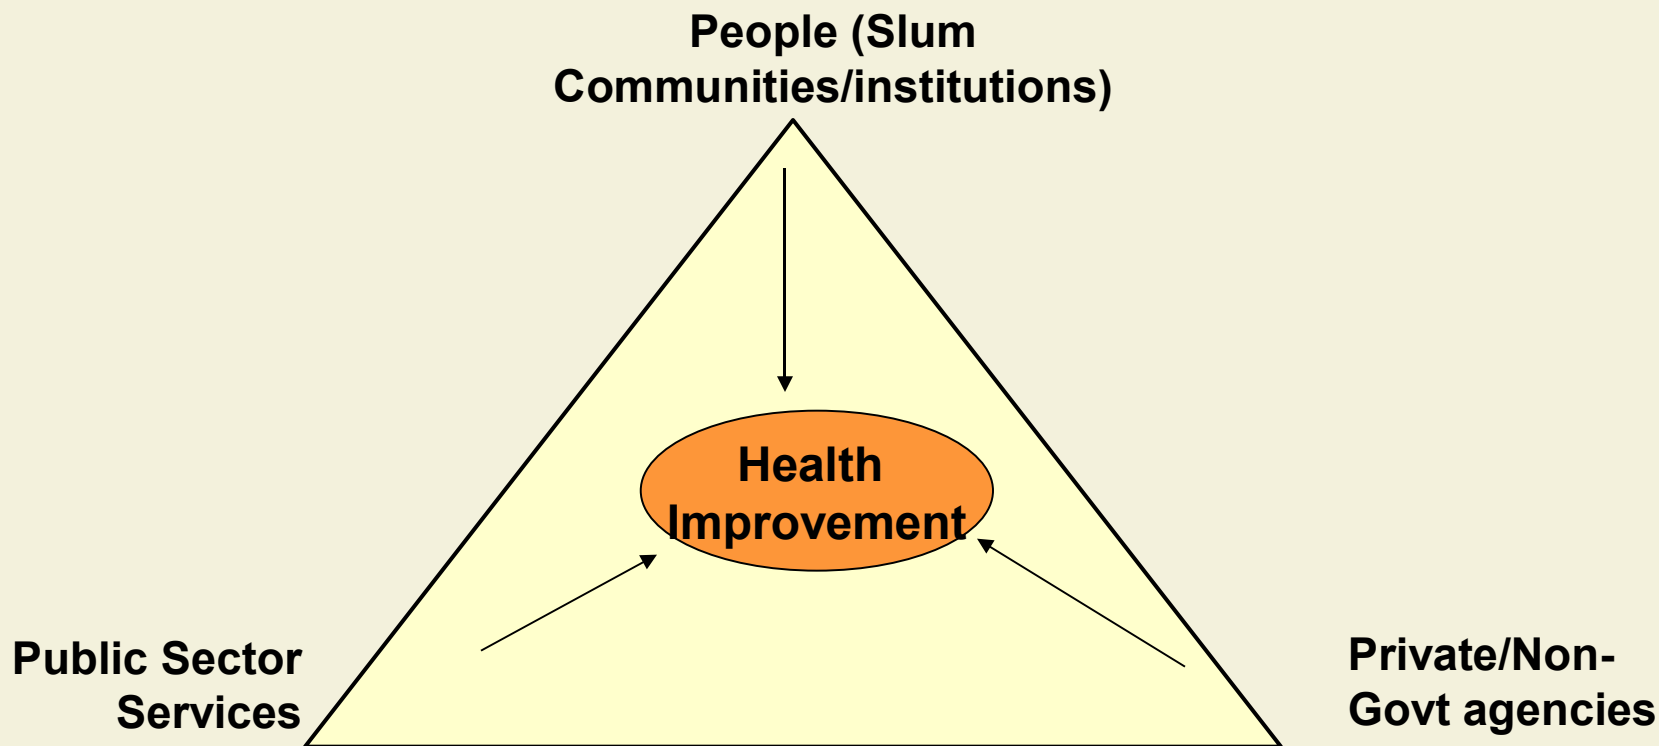 People (Slum
Communities/institutions)
Health
Improvement
Public Sector
Services
Private/Non-
Govt agencies